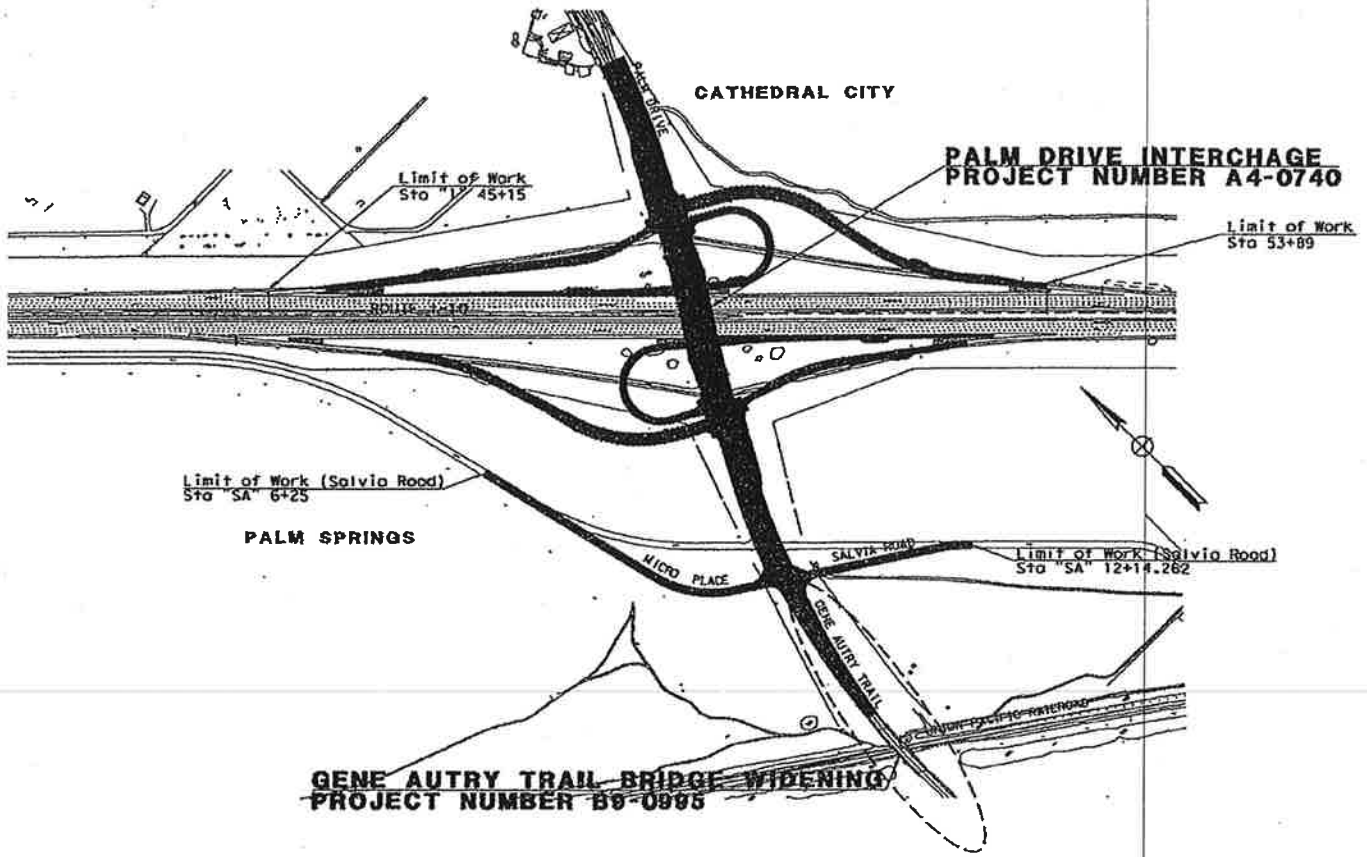 CATHEDRAL CITY
PALM DRIVE
PALM DRIVE INTERCHAGE
PROJECT NUMBER A4-0740
Limit of Work
Sta "I" 45+15
Limit of Work
Sta 53+89
ROUTE I-10
Limit of Work (Salvia Road)
Sta "SA" 6+25
PALM SPRINGS
MICRO PLACE
SALVIA ROAD
Limit of Work (Salvia Road)
Sta "SA" 12+14.262
GENE AUTRY TRAIL
UNION PACIFIC RAILROAD
GENE AUTRY TRAIL BRIDGE WIDENING
PROJECT NUMBER B9-0995